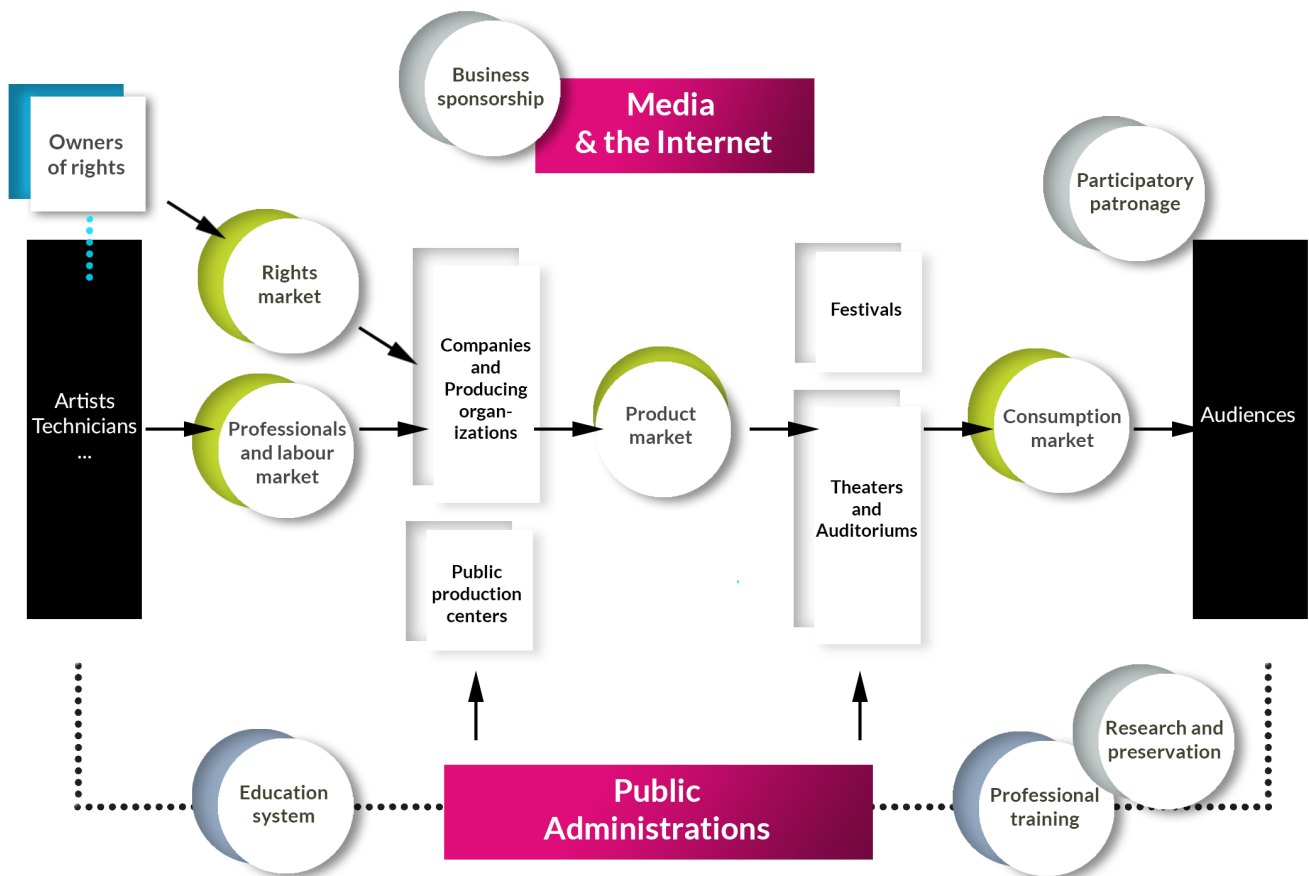 Business
sponsorship
Media
& the Internet
Owners
of rights
Participatory
patronage
Rights
market
Festivals
Companies
and
Producing
organ-
izations
Artists
Technicians
...
Professionals
and labour
market
Product
market
Consumption
market
Audiences
Theaters
and
Auditoriums
Public
production
centers
Research and
preservation
Education
system
Public
Administrations
Professional
training